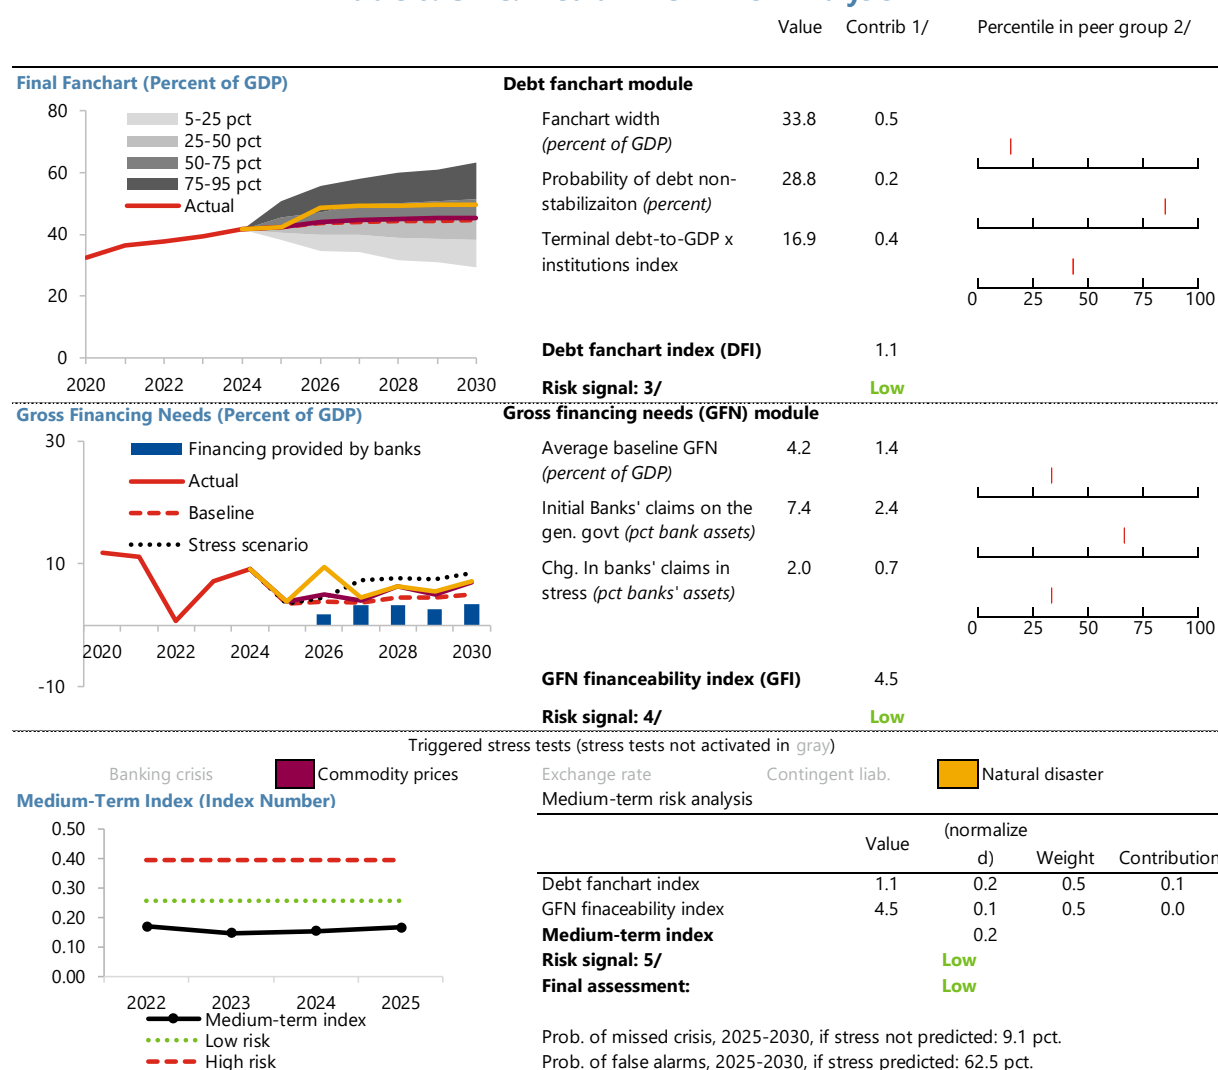 Value Contrib 1/ Percentile in peer group 2/
Final Fanchart (Percent of GDP)
80
60
40
20
0
5-25 pct
25-50 pct
50-75 pct
75-95 pct
Actual
2020 2022 2024 2026 2028 2030
Debt fanchart module
Fanchart width 33.8 0.5
(percent of GDP)
Probability of debt non- 28.8 0.2
stabilizaiton (percent)
Terminal debt-to-GDP x 16.9 0.4
institutions index
0 25 50 75 100
Debt fanchart index (DFI) 1.1
Risk signal: 3/ Low
Gross Financing Needs (Percent of GDP)
30
10
-10
Financing provided by banks
Actual
Baseline
Stress scenario
2020 2022 2024 2026 2028 2030
Gross financing needs (GFN) module
Average baseline GFN 4.2 1.4
(percent of GDP)
Initial Banks' claims on the 7.4 2.4
gen. govt (pct bank assets)
Chg. In banks' claims in 2.0 0.7
stress (pct banks' assets)
0 25 50 75 100
GFN financeability index (GFI) 4.5
Risk signal: 4/ Low
Triggered stress tests (stress tests not activated in gray)
Banking crisis Commodity prices Exchange rate Contingent liab. Natural disaster
Medium-Term Index (Index Number)
0.50
0.40
0.30
0.20
0.10
0.00
2022 2023 2024 2025
Medium-term index
Low risk
High risk
Medium-term risk analysis
Value (normalize
d) Weight Contribution
Debt fanchart index 1.1 0.2 0.5 0.1
GFN finaceability index 4.5 0.1 0.5 0.0
Medium-term index 0.2
Risk signal: 5/ Low
Final assessment: Low
Prob. of missed crisis, 2025-2030, if stress not predicted: 9.1 pct.
Prob. of false alarms, 2025-2030, if stress predicted: 62.5 pct.